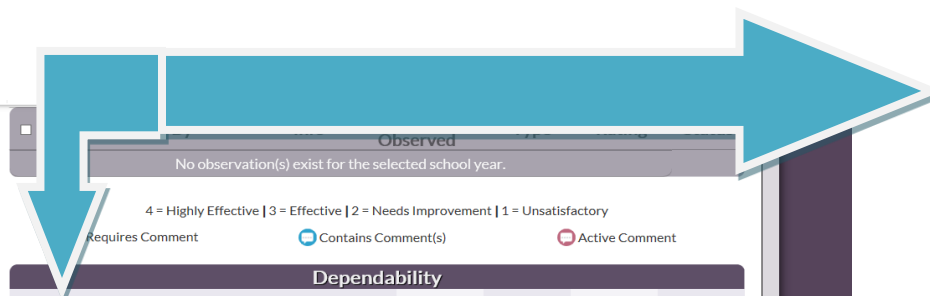 Observed
No observation(s) exist for the selected school year.
4 = Highly Effective | 3 = Effective | 2 = Needs Improvement | 1 = Unsatisfactory
Requires Comment Contains Comment(s) Active Comment
Dependability